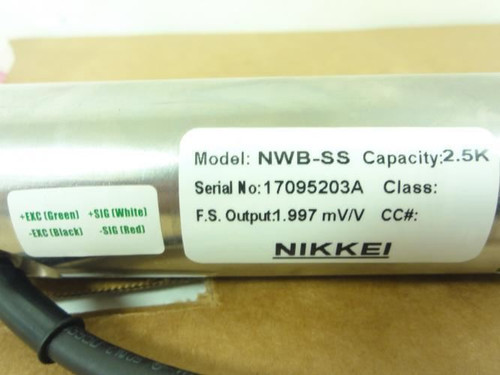 Model: NWB-SS Capacity:2.5K
Serial No:17095203A Class:
F.S. Output:1.997 mV/V CC#:
NIKKEI
+EXC(Green) +SIG(White)
-EXC(Black) -SIG(Red)